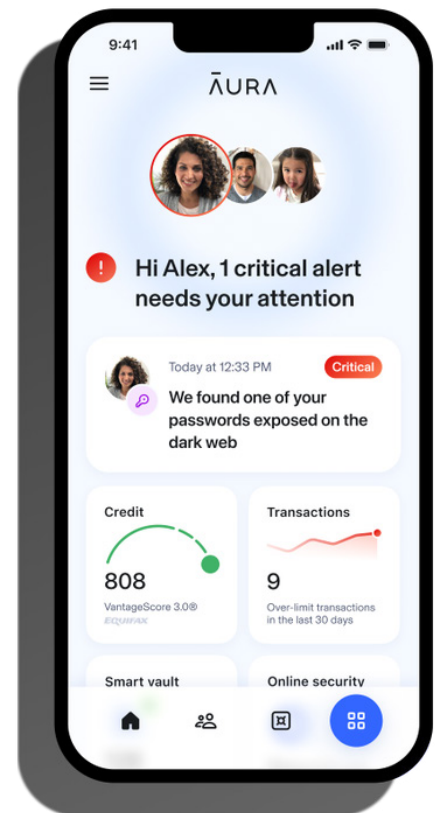 9:41
ĀURA
Hi Alex, 1 critical alert
needs your attention
Today at 12:33 PM
Critical
We found one of your
passwords exposed on the
dark web
Credit
808
VantageScore 3.0®
EQUIFAX
Transactions
9
Over-limit transactions
in the last 30 days
Smart vault
Online security